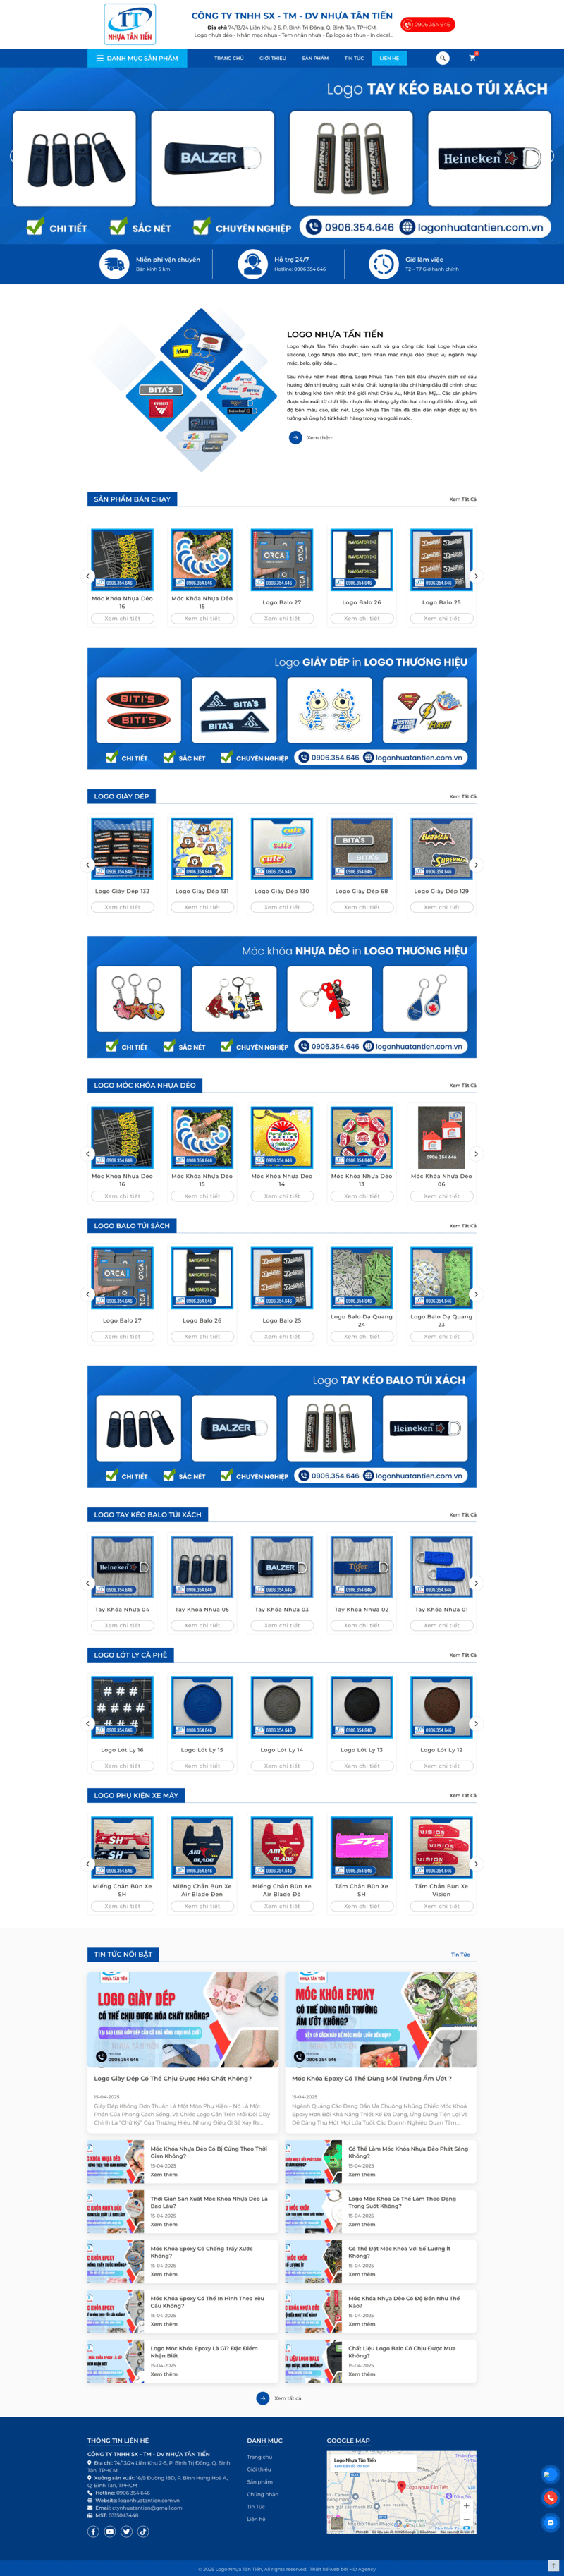 NHỰA TÂN TIẾN
CÔNG TY TNHH SX - TM - DV NHỰA TÂN TIẾN
Địa chỉ: 74/13/24 Liên Khu 2-5, P. Bình Trị Đông, Q. Bình Tân, TPHCM
Logo nhựa dẻo - Nhãn mạc nhựa - Tem nhãn nhựa - Ép logo áo thun - In decal...
0906 354 646
DANH MỤC SẢN PHẨM
TRANG CHỦ
GIỚI THIỆU
SẢN PHẨM
TIN TỨC
LIÊN HỆ
Logo TAY KÉO BALO TÚI XÁCH
BALZER
KOMINE
Heineken
CHI TIẾT
SẮC NÉT
CHUYÊN NGHIỆP
0906.354.646
logonhuatantien.com.vn
Miễn phí vận chuyển
Bán kính 5 km
Hỗ trợ 24/7
Hotline: 0906 354 646
Giờ làm việc
T2 - T7 Giờ hành chính
LOGO NHỰA TẤN TIẾN
Logo Nhựa Tân Tiến chuyên sản xuất và gia công các loại Logo Nhựa dẻo
silicone, Logo Nhựa dẻo PVC, tem nhãn mác nhựa dẻo phục vụ ngành may
mặc, balo, giày dép ...
Sau nhiều năm hoạt động, Logo Nhựa Tân Tiến bắt đầu chuyển dịch cơ cấu
hướng đến thị trường xuất khẩu. Chất lượng là tiêu chí hàng đầu để chinh phục
thị trường khó tính nhất thế giới như: Châu Âu, Nhật Bản, Mỹ,... Các sản phẩm
được sản xuất từ chất liệu nhựa dẻo không gây độc hại cho người tiêu dùng, với
độ bền màu cao, sắc nét. Logo Nhựa Tân Tiến đã dần dần nhận được sự tin
tưởng và ủng hộ từ khách hàng trong và ngoài nước.
Xem thêm
SẢN PHẨM BÁN CHẠY
Xem Tất Cả
Móc Khóa Nhựa Dẻo
16
Móc Khóa Nhựa Dẻo
15
Logo Balo 27
Logo Balo 26
Logo Balo 25
Xem chi tiết
Xem chi tiết
Xem chi tiết
Xem chi tiết
Xem chi tiết
Logo GIÀY DÉP in LOGO THƯƠNG HIỆU
BITI'S
BITI'S
BITA'S
BITA'S
JUSTICE LEAGUE
FLASH
CHI TIẾT
SẮC NÉT
CHUYÊN NGHIỆP
0906.354.646
logonhuatantien.com.vn
LOGO GIÀY DÉP
Xem Tất Cả
Logo Giày Dép 132
Logo Giày Dép 131
Logo Giày Dép 130
Logo Giày Dép 68
Logo Giày Dép 129
Xem chi tiết
Xem chi tiết
Xem chi tiết
Xem chi tiết
Xem chi tiết
Móc khóa NHỰA DẺO in LOGO THƯƠNG HIỆU
CHI TIẾT
SẮC NÉT
CHUYÊN NGHIỆP
0906.354.646
logonhuatantien.com.vn
LOGO MÓC KHÓA NHỰA DẺO
Xem Tất Cả
Móc Khóa Nhựa Dẻo
16
Móc Khóa Nhựa Dẻo
15
Móc Khóa Nhựa Dẻo
14
Móc Khóa Nhựa Dẻo
13
Móc Khóa Nhựa Dẻo
06
Xem chi tiết
Xem chi tiết
Xem chi tiết
Xem chi tiết
Xem chi tiết
LOGO BALO TÚI SÁCH
Xem Tất Cả
Logo Balo 27
Logo Balo 26
Logo Balo 25
Logo Balo Dạ Quang
24
Logo Balo Dạ Quang
23
Xem chi tiết
Xem chi tiết
Xem chi tiết
Xem chi tiết
Xem chi tiết
Logo TAY KÉO BALO TÚI XÁCH
BALZER
KOMINE
Heineken
CHI TIẾT
SẮC NÉT
CHUYÊN NGHIỆP
0906.354.646
logonhuatantien.com.vn
LOGO TAY KÉO BALO TÚI XÁCH
Xem Tất Cả
Tay Khóa Nhựa 04
Tay Khóa Nhựa 05
Tay Khóa Nhựa 03
Tay Khóa Nhựa 02
Tay Khóa Nhựa 01
Xem chi tiết
Xem chi tiết
Xem chi tiết
Xem chi tiết
Xem chi tiết
LOGO LÓT LY CÀ PHÊ
Xem Tất Cả
Logo Lót Ly 16
Logo Lót Ly 15
Logo Lót Ly 14
Logo Lót Ly 13
Logo Lót Ly 12
Xem chi tiết
Xem chi tiết
Xem chi tiết
Xem chi tiết
Xem chi tiết
LOGO PHỤ KIỆN XE MÁY
Xem Tất Cả
Miếng Chắn Bùn Xe
SH
Miếng Chắn Bùn Xe
Air Blade Đen
Miếng Chắn Bùn Xe
Air Blade Đỏ
Tấm Chắn Bùn Xe
SH
Tấm Chắn Bùn Xe
Vision
Xem chi tiết
Xem chi tiết
Xem chi tiết
Xem chi tiết
Xem chi tiết
TIN TỨC NỔI BẬT
Tin Tức
LOGO GIÀY DÉP
CÓ THỂ CHỊU ĐƯỢC HÓA CHẤT KHÔNG?
Hotline
0906 354 646
MÓC KHÓA EPOXY
CÓ THỂ DÙNG MÔI TRƯỜNG
ẨM ƯỚT KHÔNG?
Hotline
0906 354 646
Logo Giày Dép Có Thể Chịu Được Hóa Chất Không?
15-04-2025
Giày Dép Không Đơn Thuần Là Một Món Phụ Kiện – Nó Là Một
Phần Của Phong Cách Sống. Và Chiếc Logo Gắn Trên Mỗi Đôi Giày
Chính Là “Chữ Ký” Của Thương Hiệu. Nhưng Điều Gì Sẽ Xảy Ra...
Móc Khóa Epoxy Có Thể Dùng Môi Trường Ẩm Ướt ?
15-04-2025
Ngành Quảng Cáo Đang Dần Ưa Chuộng Những Chiếc Móc Khoá
Epoxy Hơn Bởi Khả Năng Thiết Kế Đa Dạng, Ứng Dụng Tiện Lợi Và
Dễ Dàng Thu Hút Mọi Lứa Tuổi. Các Doanh Nghiệp Quan Tâm...
Móc Khóa Nhựa Dẻo Có Bị Cứng Theo Thời
Gian Không?
15-04-2025
Xem thêm
Có Thể Làm Móc Khóa Nhựa Dẻo Phát Sáng
Không?
15-04-2025
Xem thêm
Thời Gian Sản Xuất Móc Khóa Nhựa Dẻo Là
Bao Lâu?
15-04-2025
Xem thêm
Logo Móc Khóa Có Thể Làm Theo Dạng
Trong Suốt Không?
15-04-2025
Xem thêm
Móc Khóa Epoxy Có Chống Trầy Xước
Không?
15-04-2025
Xem thêm
Có Thể Đặt Móc Khóa Với Số Lượng Ít
Không?
15-04-2025
Xem thêm
Móc Khóa Epoxy Có Thể In Hình Theo Yêu
Cầu Không?
15-04-2025
Xem thêm
Móc Khóa Nhựa Dẻo Có Độ Bền Như Thế
Nào?
15-04-2025
Xem thêm
Logo Móc Khóa Epoxy Là Gì? Đặc Điểm
Nhận Biết
15-04-2025
Xem thêm
Chất Liệu Logo Balo Có Chịu Được Mưa
Không?
15-04-2025
Xem thêm
Xem tất cả
THÔNG TIN LIÊN HỆ
CÔNG TY TNHH SX - TM - DV NHỰA TÂN TIẾN
Địa chỉ: 74/13/24 Liên Khu 2-5, P. Bình Trị Đông, Q. Bình
Tân, TPHCM
Xưởng sản xuất: 16/9 Đường 18D, P. Bình Hưng Hoà A,
Q. Bình Tân, TPHCM
Hotline: 0906 354 646
Website: logonhuatantien.com.vn
Email: ctynhuatantien@gmail.com
MST: 0315043448
DANH MỤC
Trang chủ
Giới thiệu
Sản phẩm
Chứng nhận
Tin Tức
Liên hệ
GOOGLE MAP
Logo Nhựa Tân Tiến
Xem bản đồ lớn hơn
Logo Nhựa Tân Tiến
© 2025 Logo Nhựa Tân Tiến, All rights reserved. Thiết kế web bởi HD Agency